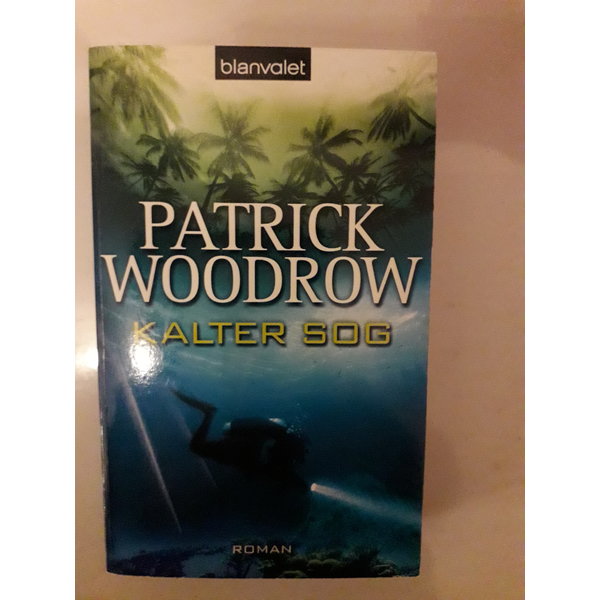 blanvalet
PATRICK
WOODROW
KALTER SOG
ROMAN